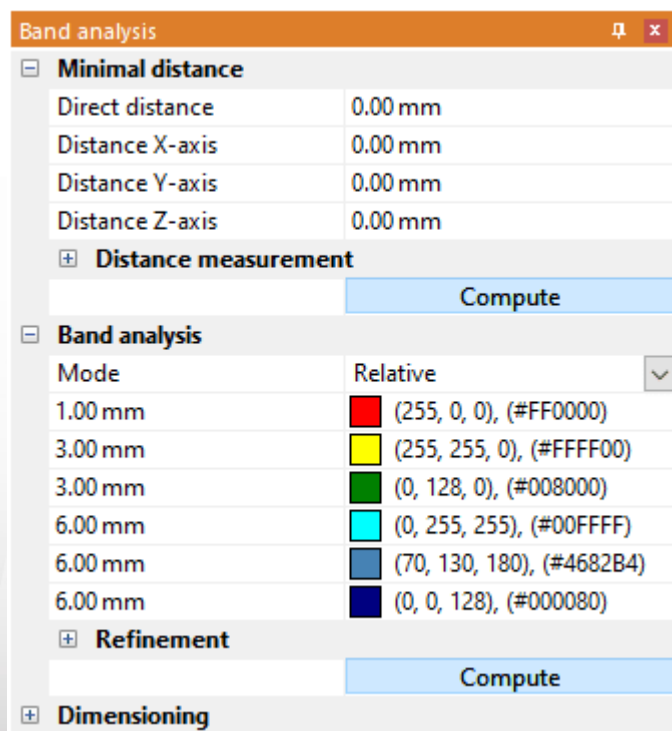 Band analysis
Minimal distance
Direct distance 0.00 mm
Distance X-axis 0.00 mm
Distance Y-axis 0.00 mm
Distance Z-axis 0.00 mm
Distance measurement
Compute
Band analysis
Mode Relative
1.00 mm (255, 0, 0), (#FF0000)
3.00 mm (255, 255, 0), (#FFFF00)
3.00 mm (0, 128, 0), (#008000)
6.00 mm (0, 255, 255), (#00FFFF)
6.00 mm (70, 130, 180), (#4682B4)
6.00 mm (0, 0, 128), (#000080)
Refinement
Compute
Dimensioning